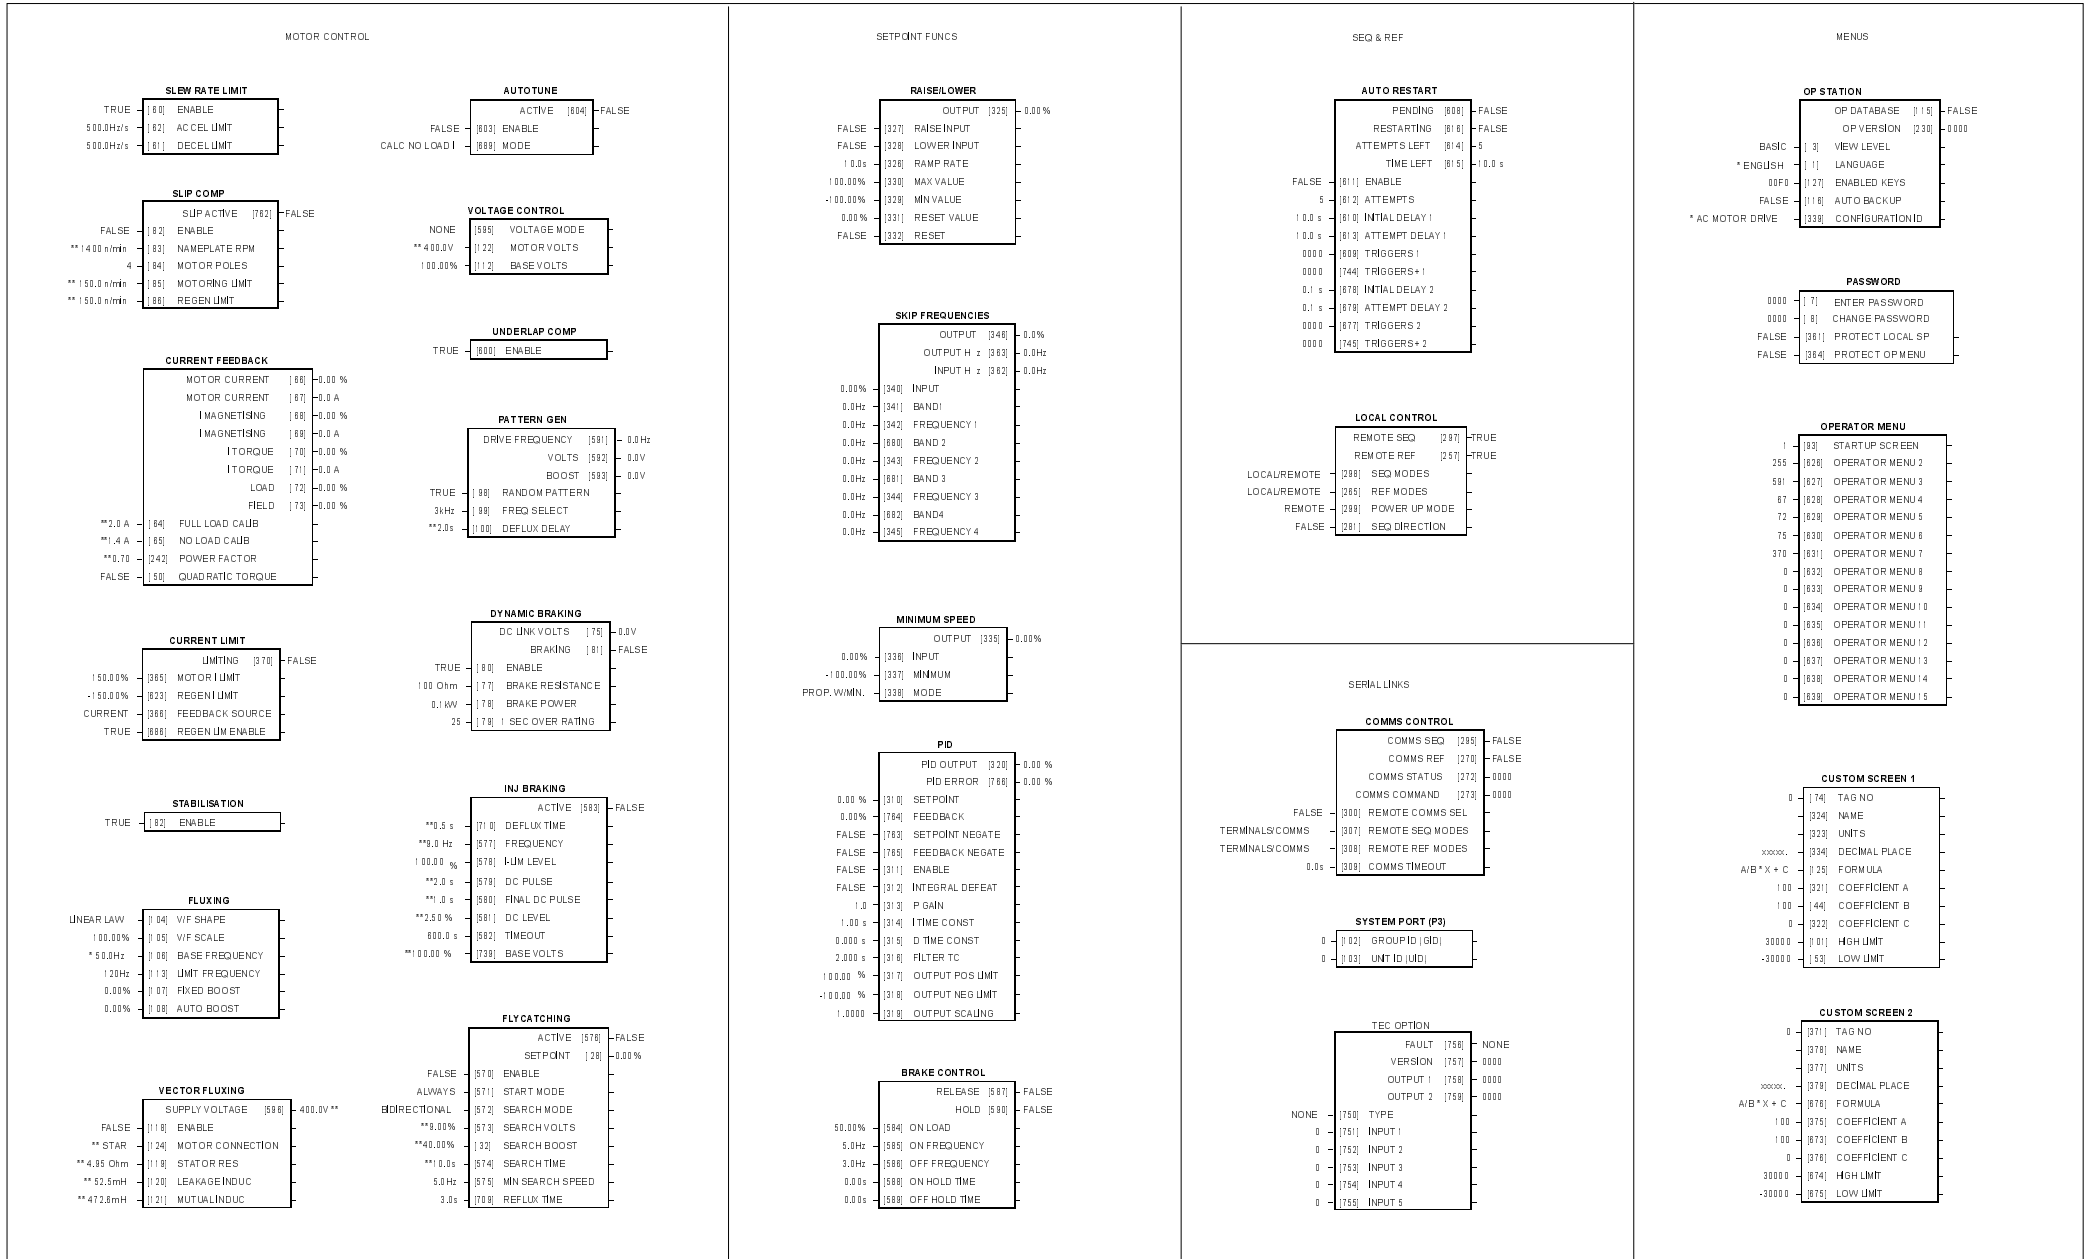 MOTOR CONTROL
SLEW RATE LIMIT
TRUE [60] ENABLE
500.0Hz/s [62] ACCEL LIMIT
500.0Hz/s [61] DECEL LIMIT
SLIP COMP
SLIP ACTIVE [762] FALSE
FALSE [82] ENABLE
** 1400 n/min [83] NAMEPLATE RPM
4 [84] MOTOR POLES
** 150.0 n/min [85] MOTORING LIMIT
** 150.0 n/min [86] REGEN LIMIT
CURRENT FEEDBACK
MOTOR CURRENT [66] 0.00 %
MOTOR CURRENT [67] 0.0 A
I MAGNETISING [68] 0.00 %
I MAGNETISING [69] 0.0 A
I TORQUE [70] 0.00 %
I TORQUE [71] 0.0 A
LOAD [72] 0.00 %
FIELD [73] 0.00 %
**2.0 A [64] FULL LOAD CALIB
**1.4 A [65] NO LOAD CALIB
**0.70 [242] POWER FACTOR
FALSE [50] QUADRATIC TORQUE
CURRENT LIMIT
LIMITING [370] FALSE
150.00% [365] MOTOR I LIMIT
-150.00% [623] REGEN I LIMIT
CURRENT [366] FEEDBACK SOURCE
TRUE [686] REGEN LIM ENABLE
STABILISATION
TRUE [82] ENABLE
FLUXING
LINEAR LAW [104] V/F SHAPE
100.00% [105] V/F SCALE
* 50.0Hz [106] BASE FREQUENCY
120Hz [113] LIMIT FREQUENCY
0.00% [107] FIXED BOOST
0.00% [108] AUTO BOOST
VECTOR FLUXING
SUPPLY VOLTAGE [596] 400.0V **
FALSE [118] ENABLE
** STAR [124] MOTOR CONNECTION
** 4.85 Ohm [119] STATOR RES
** 52.5mH [120] LEAKAGE INDUC
** 472.6mH [121] MUTUAL INDUC
AUTOTUNE
ACTIVE [604] FALSE
FALSE [603] ENABLE
CALC NO LOAD I [689] MODE
VOLTAGE CONTROL
NONE [595] VOLTAGE MODE
** 400.0V [122] MOTOR VOLTS
100.00% [112] BASE VOLTS
UNDERLAP COMP
TRUE [600] ENABLE
PATTERN GEN
DRIVE FREQUENCY [591] 0.0 Hz
VOLTS [592] 0.0V
BOOST [593] 0.0V
TRUE [98] RANDOM PATTERN
3kHz [99] FREQ SELECT
**2.0s [100] DEFLUX DELAY
DYNAMIC BRAKING
DC LINK VOLTS [75] 0.0V
BRAKING [81] FALSE
TRUE [80] ENABLE
100 Ohm [77] BRAKE RESISTANCE
0.1kW [78] BRAKE POWER
25 [79] 1 SEC OVER RATING
INJ BRAKING
ACTIVE [583] FALSE
**0.5 s [710] DEFLUX TIME
**9.0 Hz [577] FREQUENCY
100.00 % [578] I-LIM LEVEL
**2.0 s [579] DC PULSE
**1.0 s [580] FINAL DC PULSE
**2.50 % [581] DC LEVEL
600.0 s [582] TIMEOUT
**100.00 % [739] BASE VOLTS
FLYCATCHING
ACTIVE [576] FALSE
SETPOINT [28] 0.00%
FALSE [570] ENABLE
ALWAYS [571] START MODE
BIDIRECTIONAL [572] SEARCH MODE
**9.00% [573] SEARCH VOLTS
**40.00% [32] SEARCH BOOST
**10.0s [574] SEARCH TIME
5.0Hz [575] MIN SEARCH SPEED
3.0s [709] REFLUX TIME
SETPOINT FUNCS
RAISE/LOWER
OUTPUT [325] 0.00%
FALSE [327] RAISE INPUT
FALSE [328] LOWER INPUT
10.0s [326] RAMP RATE
100.00% [330] MAX VALUE
-100.00% [329] MIN VALUE
0.00% [331] RESET VALUE
FALSE [332] RESET
SKIP FREQUENCIES
OUTPUT [346] 0.0%
OUTPUT H z [363] 0.0Hz
INPUT H z [362] 0.0Hz
0.00% [340] INPUT
0.0Hz [341] BAND1
0.0Hz [342] FREQUENCY 1
0.0Hz [680] BAND 2
0.0Hz [343] FREQUENCY 2
0.0Hz [681] BAND 3
0.0Hz [344] FREQUENCY 3
0.0Hz [682] BAND4
0.0Hz [345] FREQUENCY 4
MINIMUM SPEED
OUTPUT [335] 0.00%
0.00% [336] INPUT
-100.00% [337] MINIMUM
PROP. W/MIN. [338] MODE
PID
PID OUTPUT [320] 0.00 %
PID ERROR [766] 0.00 %
0.00 % [310] SETPOINT
0.00% [764] FEEDBACK
FALSE [763] SETPOINT NEGATE
FALSE [765] FEEDBACK NEGATE
FALSE [311] ENABLE
FALSE [312] INTEGRAL DEFEAT
1.0 [313] P GAIN
1.00 s [314] I TIME CONST
0.000 s [315] D TIME CONST
2.000 s [316] FILTER TC
100.00 % [317] OUTPUT POS LIMIT
-100.00 % [318] OUTPUT NEG LIMIT
1.0000 [319] OUTPUT SCALING
BRAKE CONTROL
RELEASE [587] FALSE
HOLD [590] FALSE
50.00% [584] ON LOAD
5.0Hz [585] ON FREQUENCY
3.0Hz [586] OFF FREQUENCY
0.00s [588] ON HOLD TIME
0.00s [589] OFF HOLD TIME
SEQ & REF
AUTO RESTART
PENDING [608] FALSE
RESTARTING [616] FALSE
ATTEMPTS LEFT [614] 5
TIME LEFT [615] 10.0 s
FALSE [611] ENABLE
5 [612] ATTEMPTS
10.0 s [610] INITIAL DELAY 1
10.0 s [613] ATTEMPT DELAY 1
0000 [609] TRIGGERS 1
0000 [744] TRIGGERS+ 1
0.1 s [678] INITIAL DELAY 2
0.1 s [679] ATTEMPT DELAY 2
0000 [677] TRIGGERS 2
0000 [745] TRIGGERS+ 2
LOCAL CONTROL
REMOTE SEQ [297] TRUE
REMOTE REF [257] TRUE
LOCAL/REMOTE [298] SEQ MODES
LOCAL/REMOTE [265] REF MODES
REMOTE [299] POWER UP MODE
FALSE [281] SEQ DIRECTION
SERIAL LINKS
COMMS CONTROL
COMMS SEQ [295] FALSE
COMMS REF [270] FALSE
COMMS STATUS [272] 0000
COMMS COMMAND [273] 0000
FALSE [300] REMOTE COMMS SEL
TERMINALS/COMMS [307] REMOTE SEQ MODES
TERMINALS/COMMS [308] REMOTE REF MODES
0.0s [309] COMMS TIMEOUT
SYSTEM PORT (P3)
0 [102] GROUP ID (GID)
0 [103] UNIT ID (UID)
TEC OPTION
FAULT [756] NONE
VERSION [757] 0000
OUTPUT 1 [758] 0000
OUTPUT 2 [759] 0000
NONE [750] TYPE
0 [751] INPUT 1
0 [752] INPUT 2
0 [753] INPUT 3
0 [754] INPUT 4
0 [755] INPUT 5
MENUS
OP STATION
OP DATABASE [115] FALSE
OP VERSION [230] 0000
BASIC [3] VIEW LEVEL
* ENGLISH [1] LANGUAGE
00F0 [127] ENABLED KEYS
FALSE [116] AUTO BACKUP
* AC MOTOR DRIVE [339] CONFIGURATION ID
PASSWORD
0000 [7] ENTER PASSWORD
0000 [8] CHANGE PASSWORD
FALSE [361] PROTECT LOCAL SP
FALSE [364] PROTECT OP MENU
OPERATOR MENU
1 [93] STARTUP SCREEN
255 [626] OPERATOR MENU 2
591 [627] OPERATOR MENU 3
67 [628] OPERATOR MENU 4
72 [629] OPERATOR MENU 5
75 [630] OPERATOR MENU 6
370 [631] OPERATOR MENU 7
0 [632] OPERATOR MENU 8
0 [633] OPERATOR MENU 9
0 [634] OPERATOR MENU 10
0 [635] OPERATOR MENU 11
0 [636] OPERATOR MENU 12
0 [637] OPERATOR MENU 13
0 [638] OPERATOR MENU 14
0 [639] OPERATOR MENU 15
CUSTOM SCREEN 1
0 [74] TAG NO
[324] NAME
[323] UNITS
xxxxx. [334] DECIMAL PLACE
A/B * X + C [125] FORMULA
100 [321] COEFFICIENT A
100 [44] COEFFICIENT B
0 [322] COEFFICIENT C
30000 [101] HIGH LIMIT
-30000 [53] LOW LIMIT
CUSTOM SCREEN 2
0 [371] TAG NO
[378] NAME
[377] UNITS
xxxxx. [379] DECIMAL PLACE
A/B * X + C [676] FORMULA
100 [375] COEFFICIENT A
100 [673] COEFFICIENT B
0 [376] COEFFICIENT C
30000 [674] HIGH LIMIT
-30000 [675] LOW LIMIT